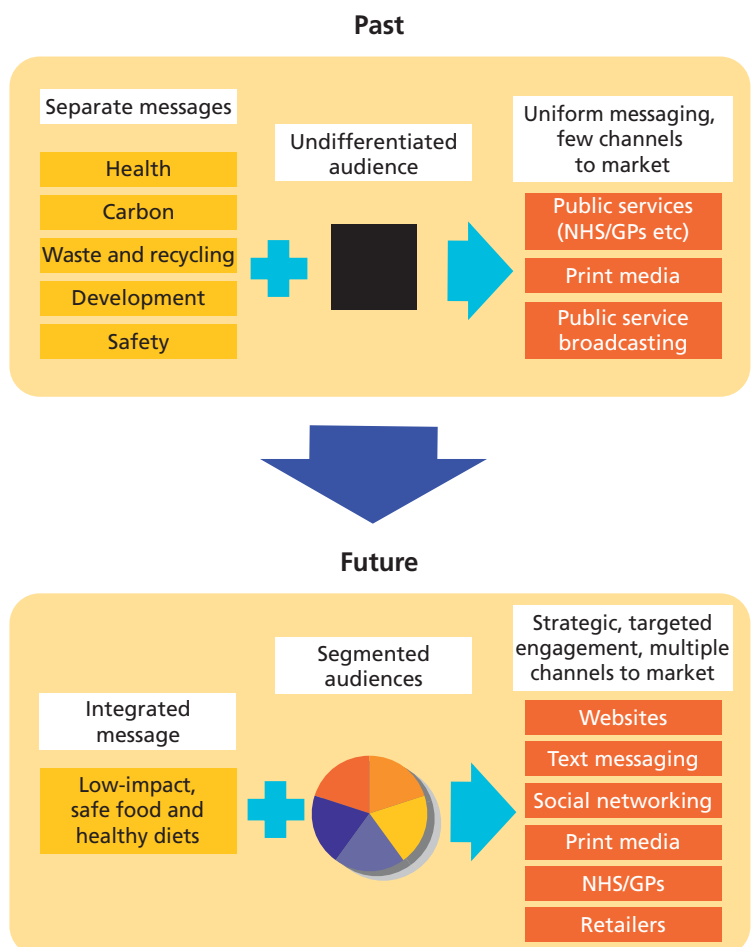 Past
Separate messages
Health
Carbon
Waste and recycling
Development
Safety
Undifferentiated
audience
Uniform messaging,
few channels
to market
Public services
(NHS/GPs etc)
Print media
Public service
broadcasting
Future
Integrated
message
Low-impact,
safe food and
healthy diets
Segmented
audiences
Strategic, targeted
engagement, multiple
channels to market
Websites
Text messaging
Social networking
Print media
NHS/GPs
Retailers